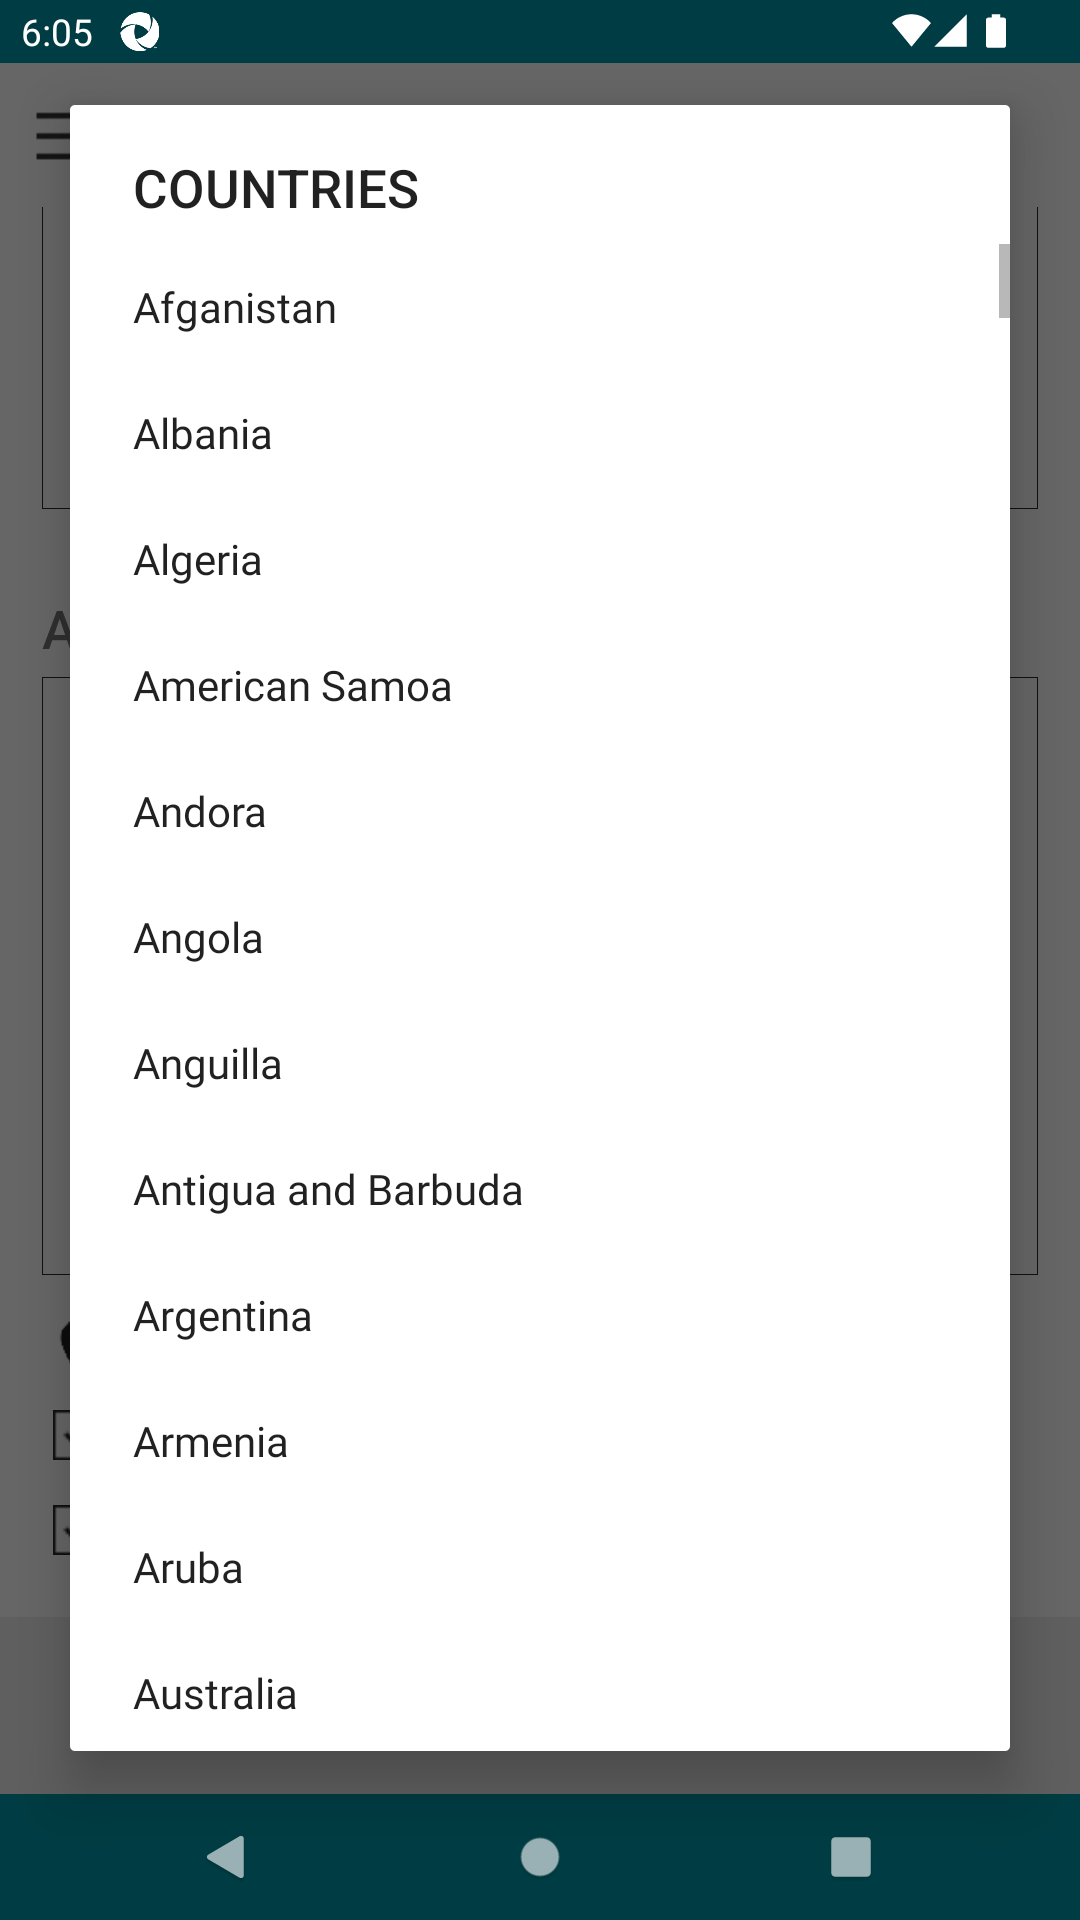 6:05
COUNTRIES
Afganistan
Albania
Algeria
American Samoa
Andora
Angola
Anguilla
Antigua and Barbuda
Argentina
Armenia
Aruba
Australia